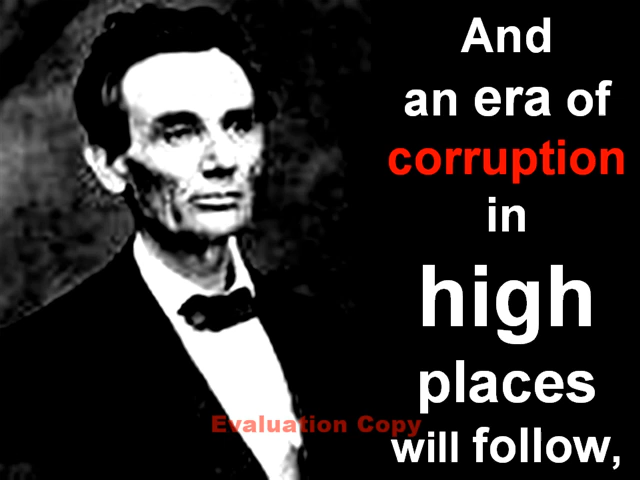 And
an era of
corruption
in
high
places
Evaluation Copy
will follow,